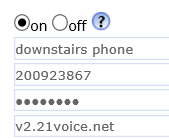 on off ?
downstairs phone
200923867
••••••••
v2.21voice.net